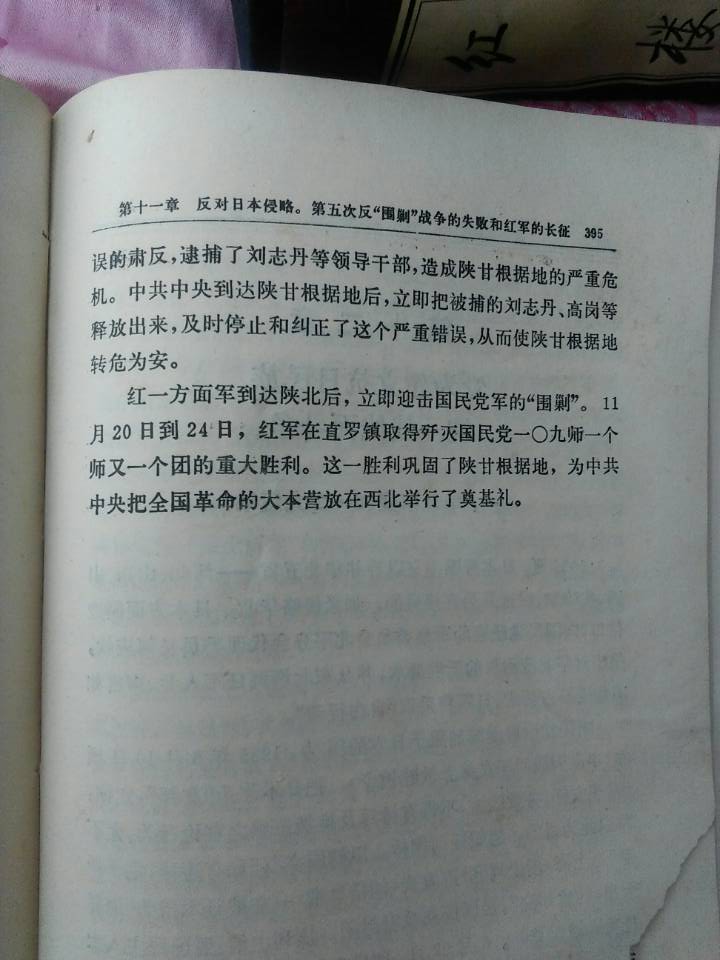 红 楼
第十一章 反对日本侵略。第五次反“围剿”战争的失败和红军的长征 395
误的肃反,逮捕了刘志丹等领导干部,造成陕甘根据地的严重危
机。中共中央到达陕甘根据地后,立即把被捕的刘志丹、高岗等
释放出来,及时停止和纠正了这个严重错误,从而使陕甘根据地
转危为安。
红一方面军到达陕北后,立即迎击国民党军的“围剿”。11
月20日到24日,红军在直罗镇取得歼灭国民党一〇九师一个
师又一个团的重大胜利。这一胜利巩固了陕甘根据地,为中共
中央把全国革命的大本营放在西北举行了奠基礼。